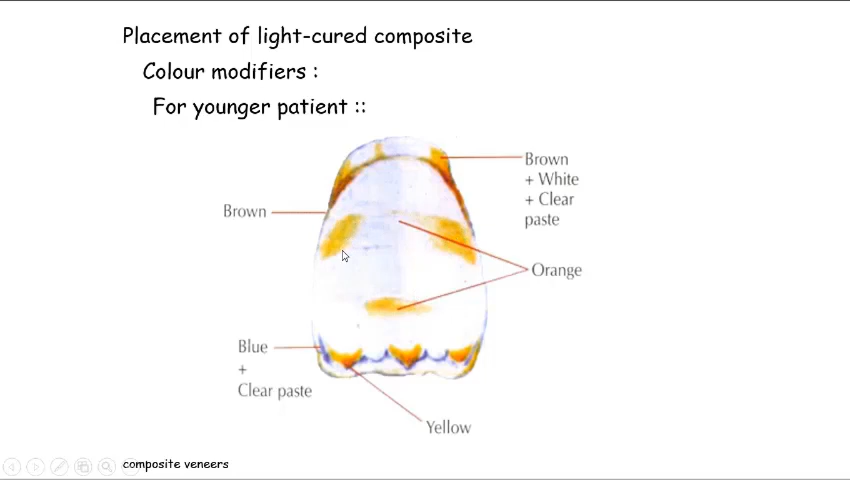 Placement of light-cured composite
Colour modifiers :
For younger patient ::
Brown
+ White
+ Clear
paste
Brown
Orange
Blue
+
Clear paste
Yellow
composite veneers